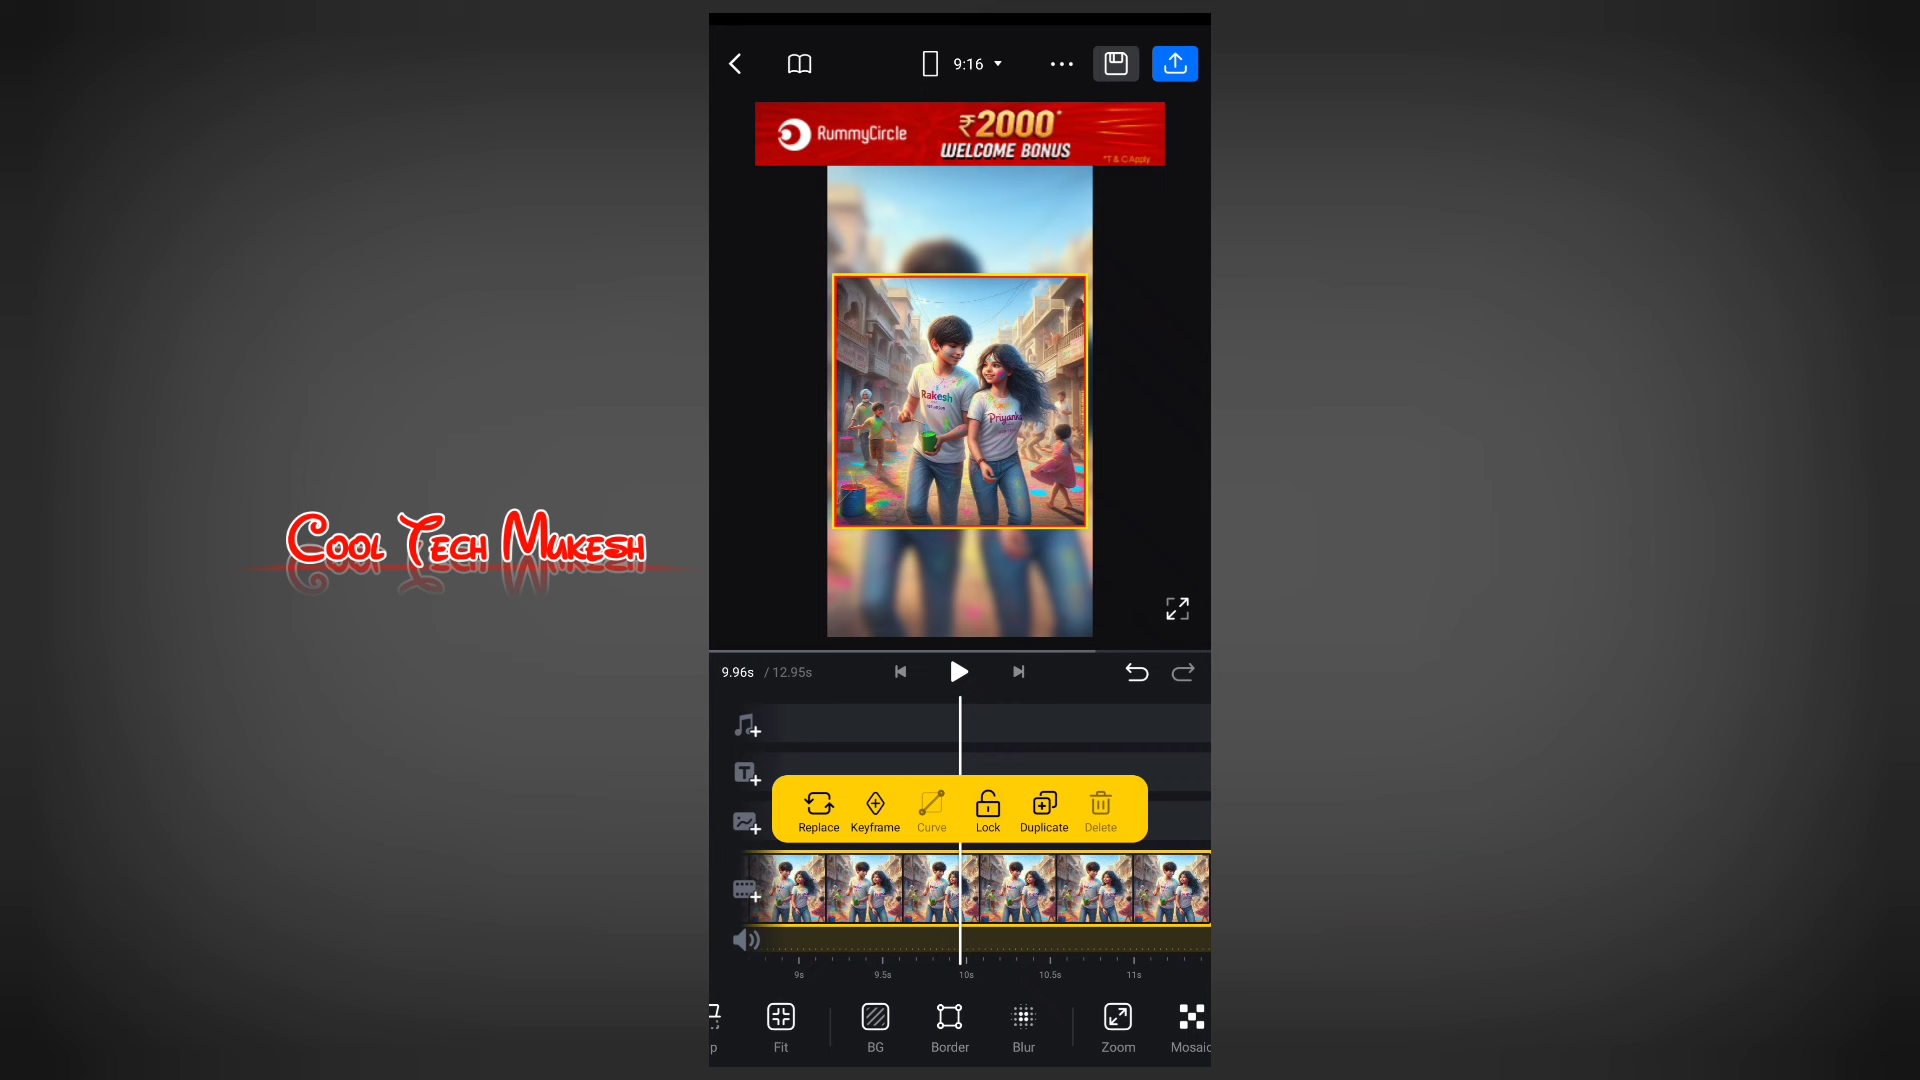 9:16
RummyCircle
₹2000*
WELCOME BONUS
*T & C Apply
Rakesh
Priyanka
Cool Tech Mukesh
9.96s / 12.95s
Replace Keyframe Curve Lock Duplicate Delete
9s 9.5s 10s 10.5s 11s
p Fit BG Border Blur Zoom Mosaic